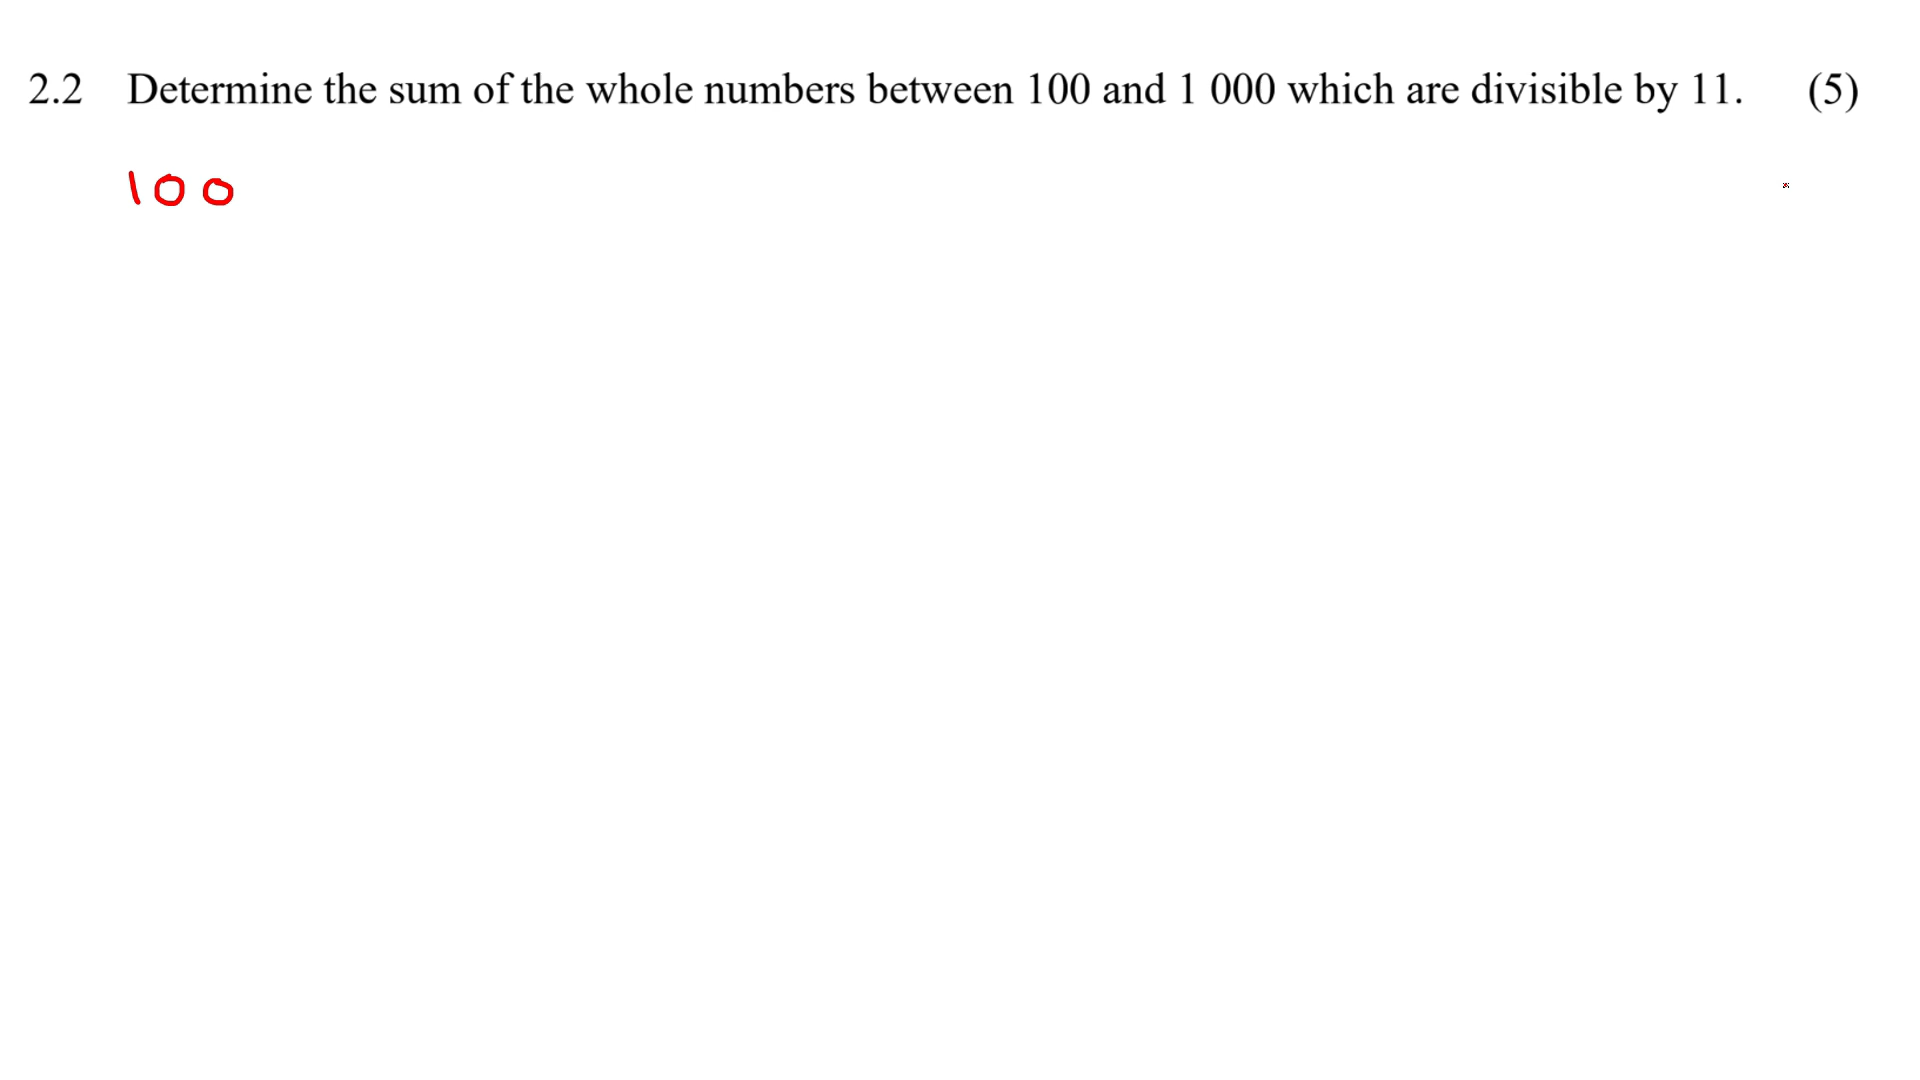 2.2 Determine the sum of the whole numbers between 100 and 1 000 which are divisible by 11. (5)
100